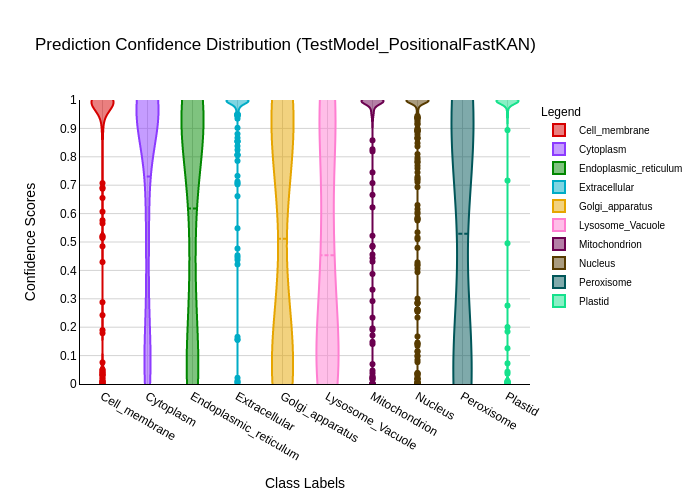 Prediction Confidence Distribution (TestModel_PositionalFastKAN)
Legend
Cell_membrane
Cytoplasm
Endoplasmic_reticulum
Extracellular
Golgi_apparatus
Lysosome_Vacuole
Mitochondrion
Nucleus
Peroxisome
Plastid
Confidence Scores
1
0.9
0.8
0.7
0.6
0.5
0.4
0.3
0.2
0.1
0
Cell_membrane
Cytoplasm
Endoplasmic_reticulum
Extracellular
Golgi_apparatus
Lysosome_Vacuole
Mitochondrion
Nucleus
Peroxisome
Plastid
Class Labels